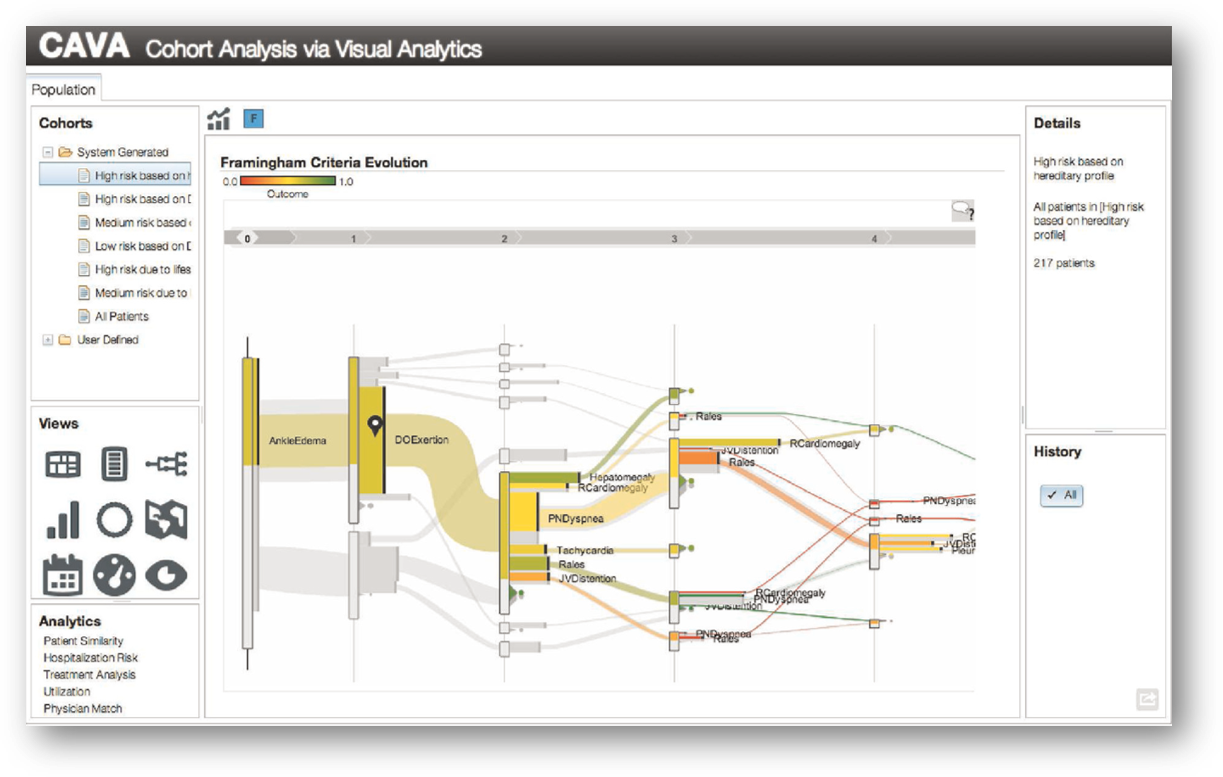 CAVA Cohort Analysis via Visual Analytics
Population
Cohorts
System Generated
High risk based on h
High risk based on D
Medium risk based
Low risk based on D
High risk due to lifes
Medium risk due to
All Patients
User Defined
Views
Analytics
Patient Similarity
Hospitalization Risk
Treatment Analysis
Utilization
Physician Match
F
Framingham Criteria Evolution
0.0 1.0
Outcome
?
0 1 2 3 4
AnkleEdema
DOExertion
Hepatomegaly
RCardiomegaly
PNDyspnea
Tachycardia
Rales
JVDistention
Rales
RCardiomegaly
JVDistention
Rales
RCardiomegaly
PNDyspnea
JVDistention
PNDyspnea
Rales
PNDyspnea
Rales
RC
JVDisti
Pleur
Details
High risk based on
hereditary profile
All patients in [High risk
based on hereditary
profile]
217 patients
History
All